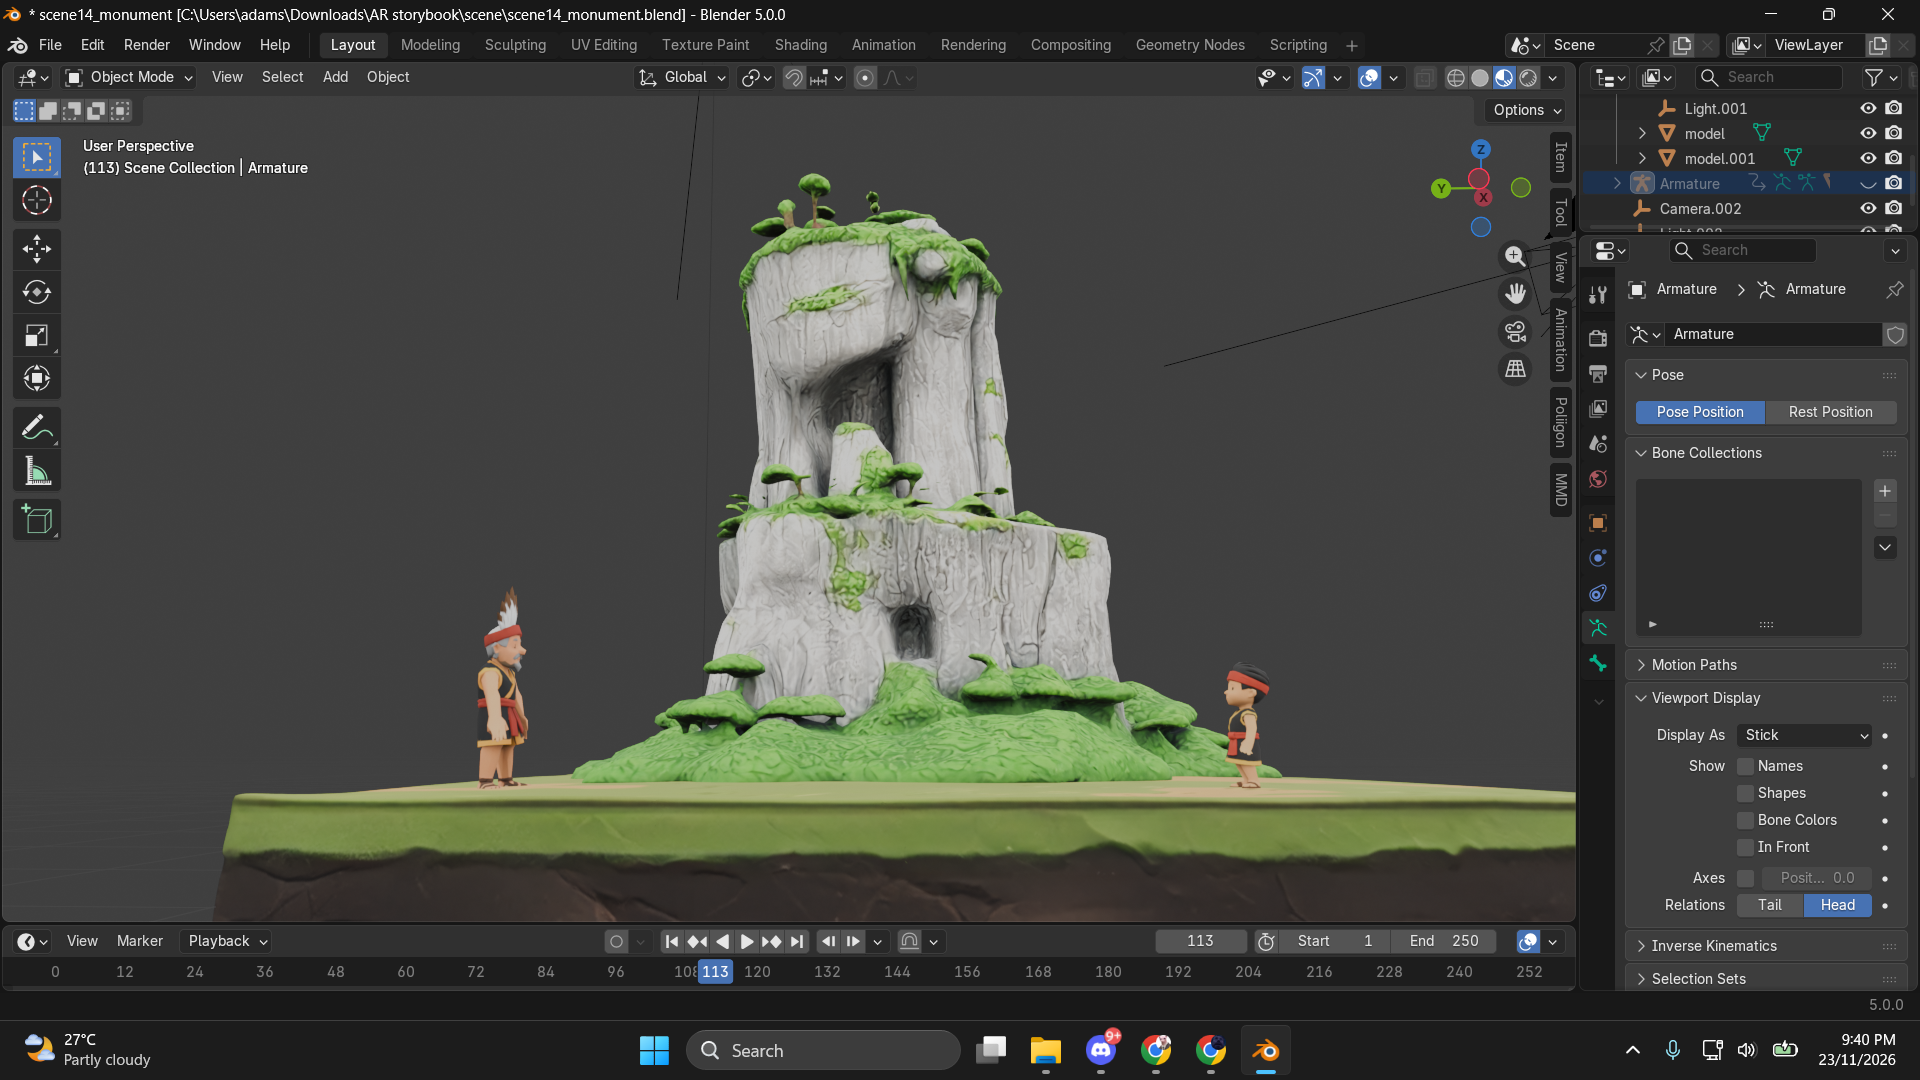 * scene14_monument [C:\Users\adams\Downloads\AR storybook\scene\scene14_monument.blend] - Blender 5.0.0
File Edit Render Window Help
Layout Modeling Sculpting UV Editing Texture Paint Shading Animation Rendering Compositing Geometry Nodes Scripting
Scene
ViewLayer
Object Mode View Select Add Object
Global
Search
Options
User Perspective
(113) Scene Collection | Armature
Z
Y
X
Item
Tool
View
Animation
Poliigon
MMD
Light.001
model
model.001
Armature
Camera.002
Search
Armature > Armature
Armature
Pose
Pose Position Rest Position
Bone Collections
Motion Paths
Viewport Display
Display As Stick
Show Names
Shapes
Bone Colors
In Front
Axes Posit... 0.0
Relations Tail Head
Inverse Kinematics
Selection Sets
View Marker Playback
113
Start 1
End 250
0 12 24 36 48 60 72 84 96 108 113 120 132 144 156 168 180 192 204 216 228 240 252
5.0.0
27°C
Partly cloudy
Search
9+
9:40 PM
23/11/2026